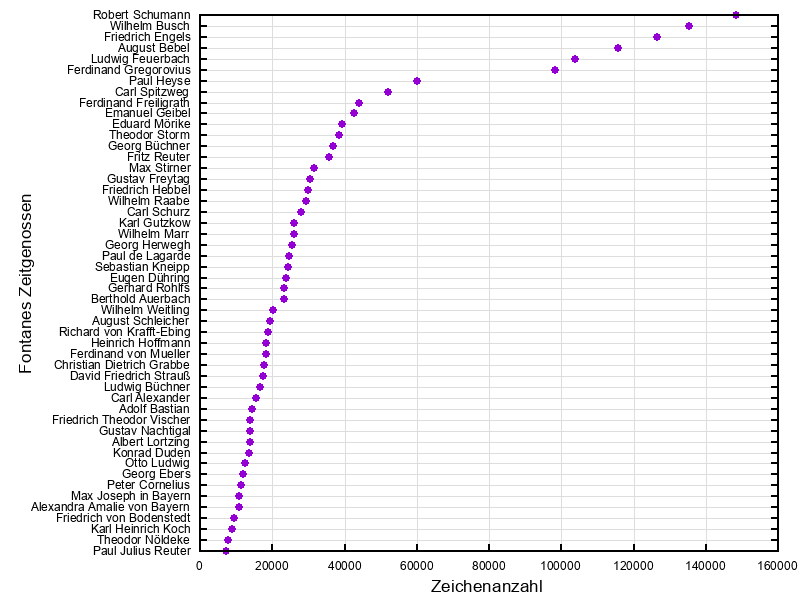 Robert Schumann
Wilhelm Busch
Friedrich Engels
August Bebel
Ludwig Feuerbach
Ferdinand Gregorovius
Paul Heyse
Carl Spitzweg
Ferdinand Freiligrath
Emanuel Geibel
Eduard Mörike
Theodor Storm
Georg Büchner
Fritz Reuter
Max Stirner
Gustav Freytag
Friedrich Hebbel
Wilhelm Raabe
Carl Schurz
Karl Gutzkow
Wilhelm Marr
Georg Herwegh
Paul de Lagarde
Sebastian Kneipp
Eugen Dühring
Gerhard Rohlfs
Berthold Auerbach
Wilhelm Weitling
August Schleicher
Richard von Krafft-Ebing
Heinrich Hoffmann
Ferdinand von Mueller
Christian Dietrich Grabbe
David Friedrich Strauß
Ludwig Büchner
Carl Alexander
Adolf Bastian
Friedrich Theodor Vischer
Gustav Nachtigal
Albert Lortzing
Konrad Duden
Otto Ludwig
Georg Ebers
Peter Cornelius
Max Joseph in Bayern
Alexandra Amalie von Bayern
Friedrich von Bodenstedt
Karl Heinrich Koch
Theodor Nöldeke
Paul Julius Reuter
Fontanes Zeitgenossen
0 20000 40000 60000 80000 100000 120000 140000 160000
Zeichenanzahl